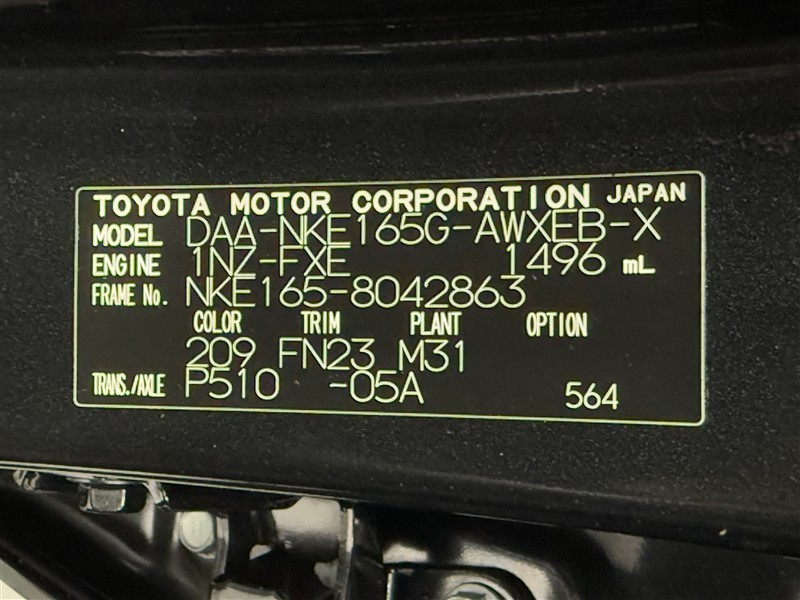 TOYOTA MOTOR CORPORATION JAPAN
MODEL DAA-NKE165G-AWXEB-X
ENGINE 1NZ-FXE 1496 mL
FRAME No. NKE165-8042863
COLOR TRIM PLANT OPTION
209 FN23 M31
TRANS./AXLE P510 -05A 564